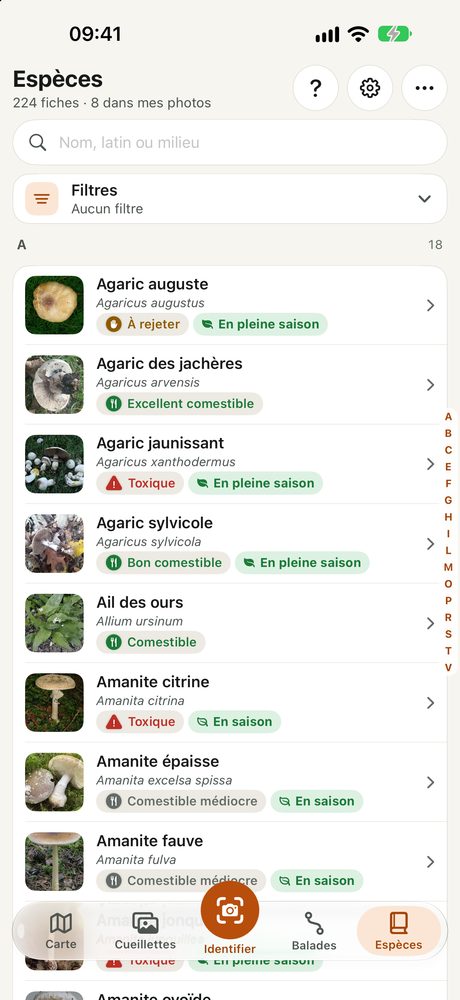 09:41
Espèces
224 fiches · 8 dans mes photos
?
Nom, latin ou milieu
Filtres
Aucun filtre
A
18
Agaric auguste
Agaricus augustus
À rejeter
En pleine saison
Agaric des jachères
Agaricus arvensis
Excellent comestible
Agaric jaunissant
Agaricus xanthodermus
Toxique
En pleine saison
Agaric sylvicole
Agaricus sylvicola
Bon comestible
En pleine saison
Ail des ours
Allium ursinum
Comestible
Amanite citrine
Amanita citrina
Toxique
En saison
Amanite épaisse
Amanita excelsa spissa
Comestible médiocre
En saison
Amanite fauve
Amanita fulva
Comestible médiocre
En saison
Toxique
En pleine saison
Amanite ovoïde
A
B
C
E
F
G
H
I
L
M
O
P
R
S
T
V
Carte
Cueillettes
Identifier
Balades
Espèces